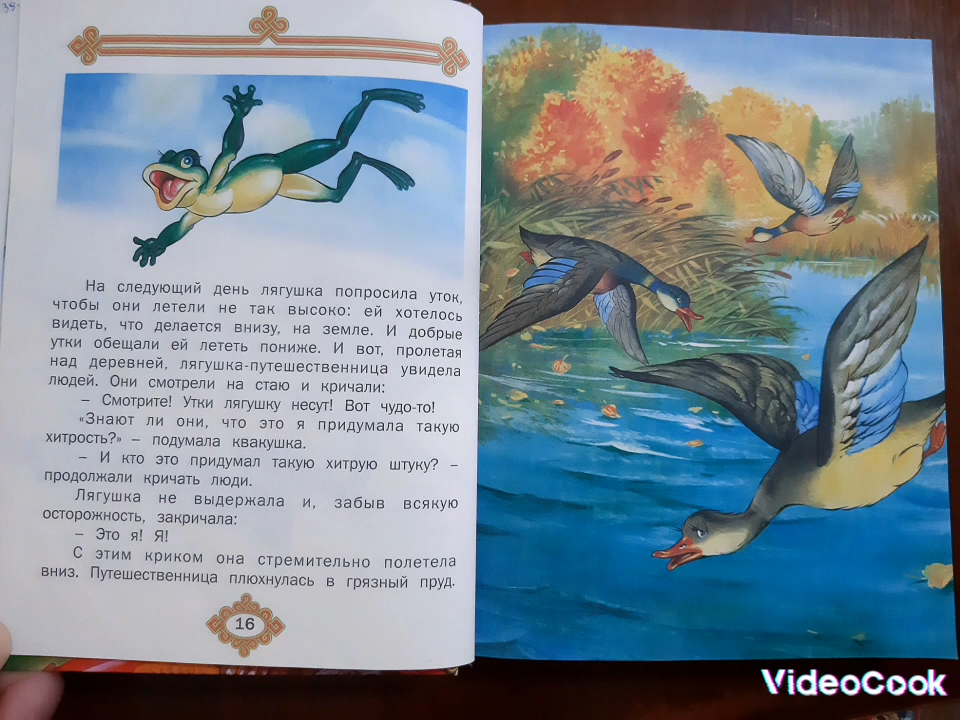 На следующий день лягушка попросила уток,
чтобы они летели не так высоко: ей хотелось
видеть, что делается внизу, на земле. И добрые
утки обещали ей лететь пониже. И вот, пролетая
над деревней, лягушка-путешественница увидела
людей. Они смотрели на стаю и кричали:
– Смотрите! Утки лягушку несут! Вот чудо-то!
«Знают ли они, что это я придумала такую
хитрость?» – подумала квакушка.
– И кто это придумал такую хитрую штуку? –
продолжали кричать люди.
Лягушка не выдержала и, забыв всякую
осторожность, закричала:
– Это я! Я!
С этим криком она стремительно полетела
вниз. Путешественница плюхнулась в грязный пруд.
16
VideoCook